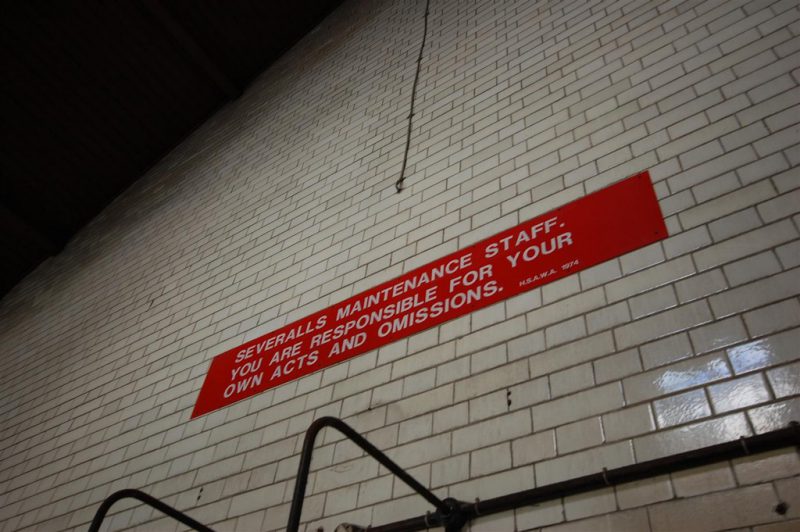 SEVERALLS MAINTENANCE STAFF.
YOU ARE RESPONSIBLE FOR YOUR
OWN ACTS AND OMISSIONS. H.S.A.W.A. 1974